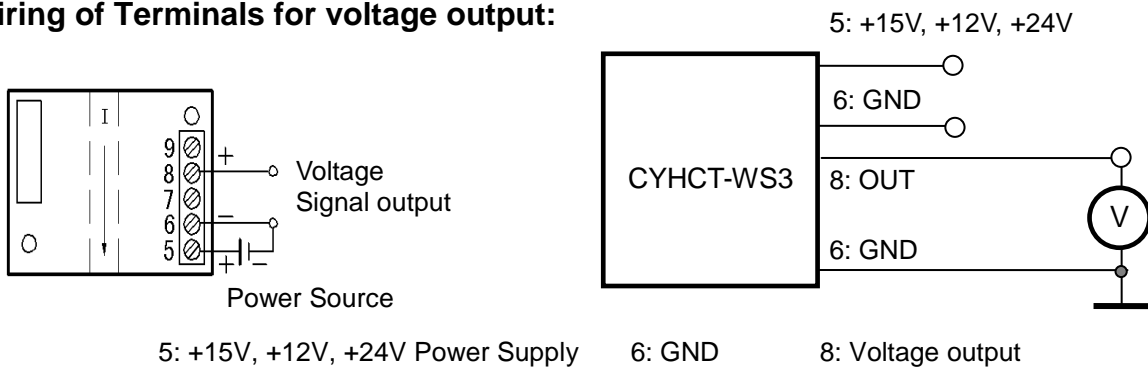 iring of Terminals for voltage output:
I
9
8
7
6
5
+
−
+
−
Voltage
Signal output
Power Source
5: +15V, +12V, +24V
6: GND
CYHCT-WS3
8: OUT
V
6: GND
5: +15V, +12V, +24V Power Supply 6: GND 8: Voltage output